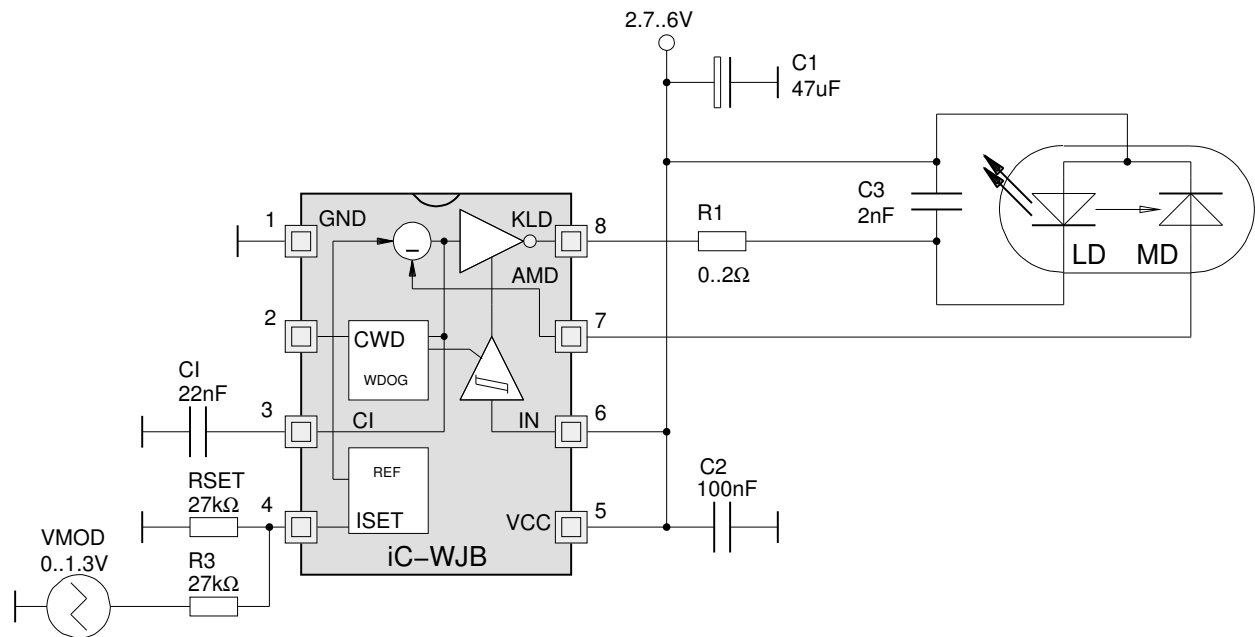 2.7..6V
C1
47uF
C3
2nF
LD
MD
R1
0..2Ω
1
GND
KLD
8
AMD
2
7
CWD
WDOG
CI
22nF
3
CI
IN
6
RSET
27kΩ
REF
C2
100nF
4
ISET
VCC
5
VMOD
0..1.3V
R3
27kΩ
iC-WJB